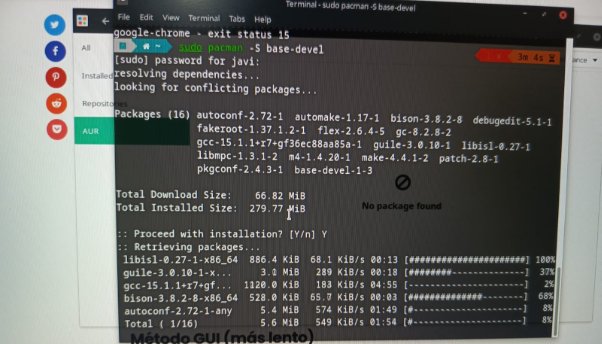 Terminal - sudo pacman -S base-devel
File Edit View Terminal Tabs Help
google-chrome - exit status 15
~ sudo pacman -S base-devel
3m 4s
[sudo] password for javi:
resolving dependencies...
looking for conflicting packages...
Packages (16) autoconf-2.72-1 automake-1.17-1 bison-3.8.2-8 debugedit-5.1-1
fakeroot-1.37.1.2-1 flex-2.6.4-5 gc-8.2.8-2
gcc-15.1.1+r7+gf36ec88aa85a-1 guile-3.0.10-1 libisl-0.27-1
libmpc-1.3.1-2 m4-1.4.20-1 make-4.4.1-2 patch-2.8-1
pkgconf-2.4.3-1 base-devel-1-3
Total Download Size: 66.82 MiB
Total Installed Size: 279.77 MiB
:: Proceed with installation? [Y/n] Y
:: Retrieving packages...
libisl-0.27-1-x86_64 886.4 KiB 68.1 KiB/s 00:13 [######################] 100%
guile-3.0.10-1-x... 3.2 MiB 289 KiB/s 00:18 [########--------------] 37%
gcc-15.1.1+r7+gf... 1120.0 KiB 183 KiB/s 04:55 [----------------------] 2%
bison-3.8.2-8-x86_64 528.0 KiB 65.7 KiB/s 00:03 [###############-------] 68%
autoconf-2.72-1-any 5.4 MiB 574 KiB/s 01:49 [#---------------------] 8%
Total ( 1/16) 5.6 MiB 549 KiB/s 01:54 [#---------------------] 8%
All
Installed
Repositories
AUR
No package found
Método GUI (más lento)